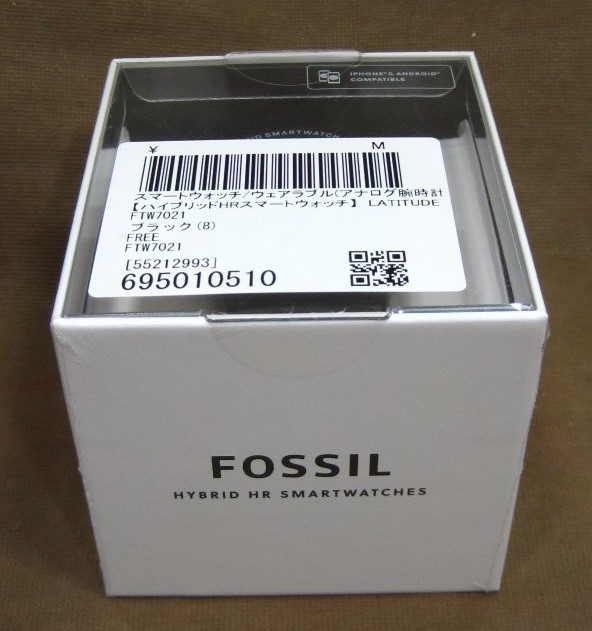 IPHONE® & ANDROID™
COMPATIBLE
ID SMARTWATCH
¥ M
スマートウォッチ/ウェアラブル(アナログ腕時計
【ハイブリッドHRスマートウォッチ】 LATITUDE
FTW7021
ブラック(8)
FREE
FTW7021
[55212993]
695010510
FOSSIL
HYBRID HR SMARTWATCHES